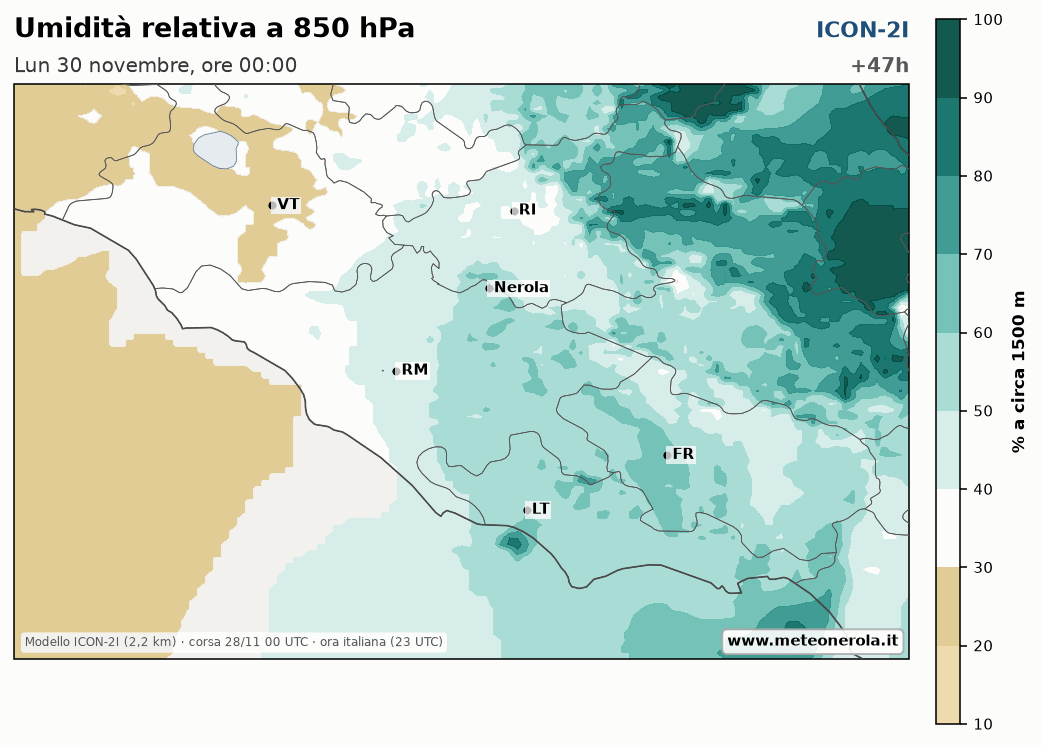 Umidità relativa a 850 hPa
ICON-2I
Lun 30 novembre, ore 00:00
+47h
100
90
80
70
60
50
40
30
20
10
% a circa 1500 m
VT
RI
Nerola
RM
FR
LT
Modello ICON-2I (2,2 km) · corsa 28/11 00 UTC · ora italiana (23 UTC)
www.meteonerola.it